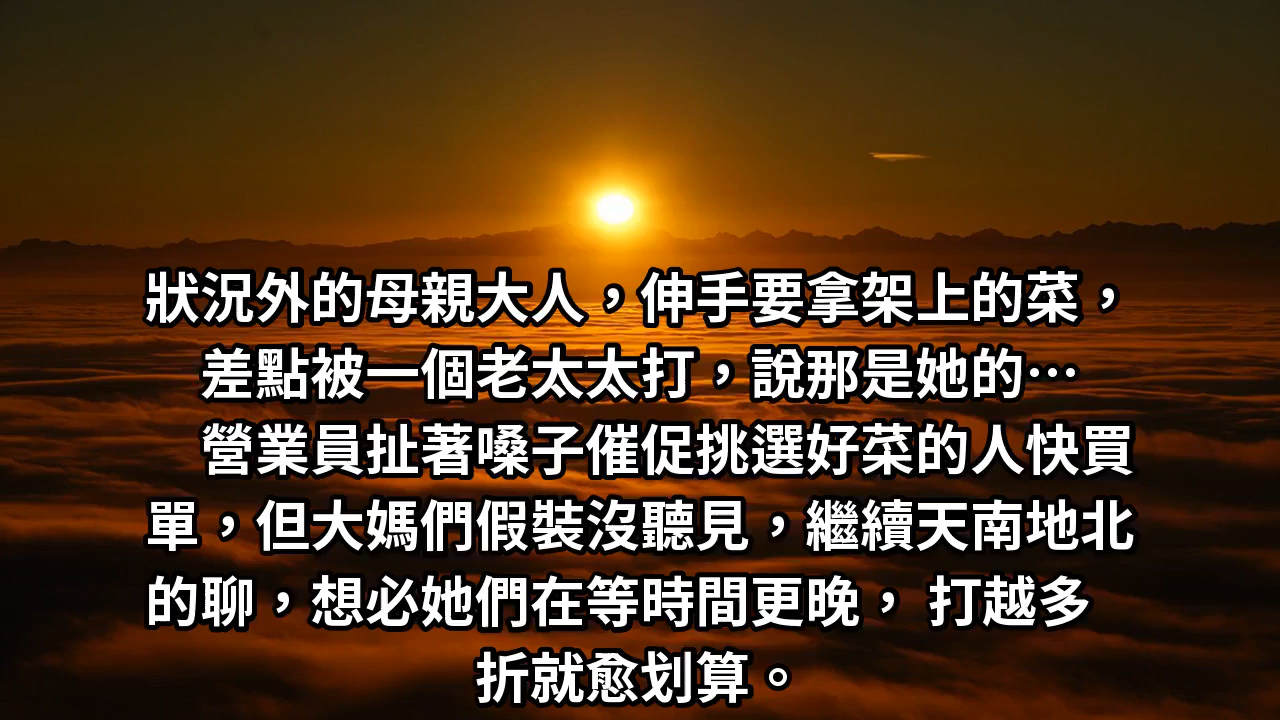 狀況外的母親大人，伸手要拿架上的菜，
差點被一個老太太打，說那是她的…
營業員扯著嗓子催促挑選好菜的人快買
單，但大媽們假裝沒聽見，繼續天南地北
的聊，想必她們在等時間更晚， 打越多
折就愈划算。